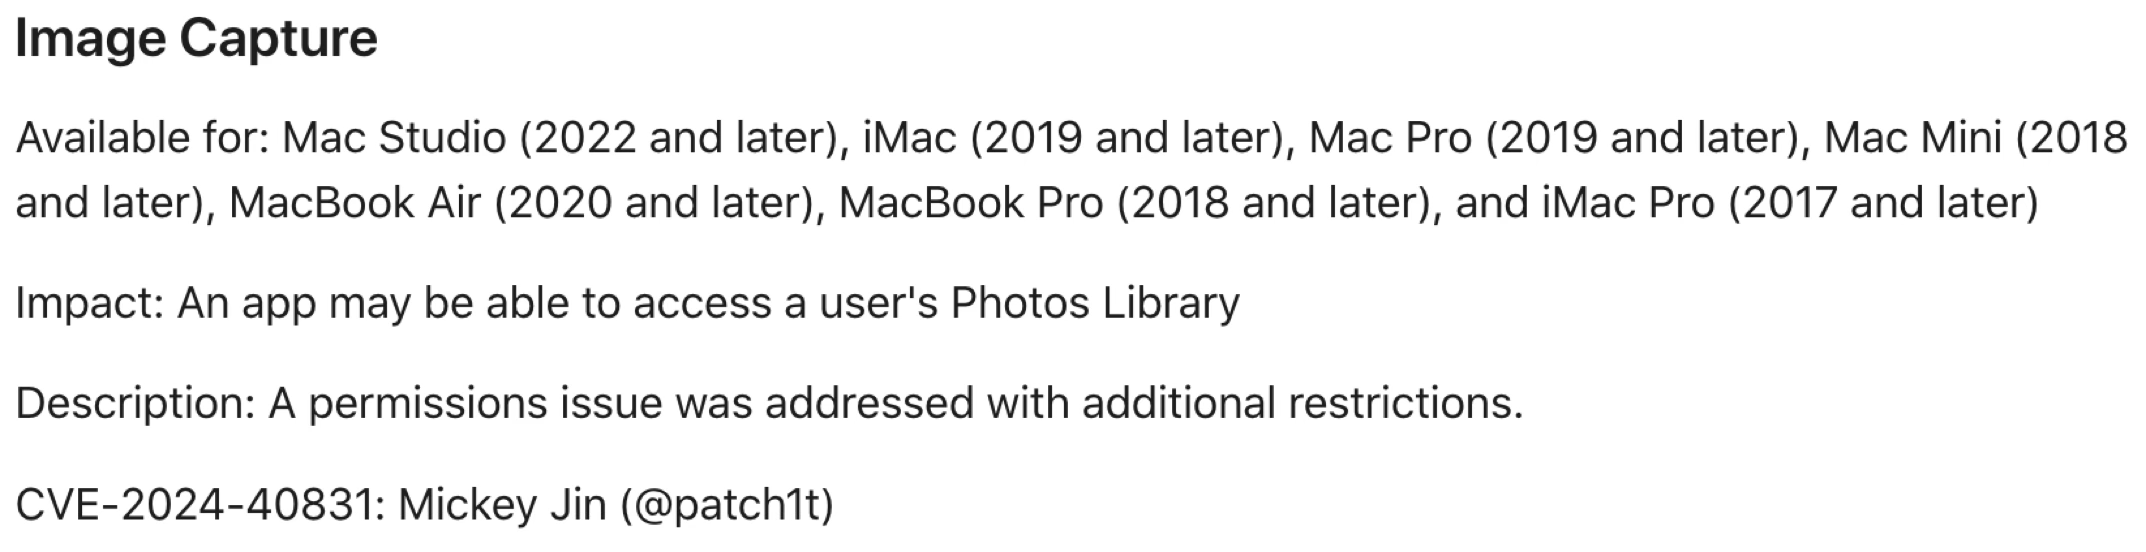 Image Capture
Available for: Mac Studio (2022 and later), iMac (2019 and later), Mac Pro (2019 and later), Mac Mini (2018
and later), MacBook Air (2020 and later), MacBook Pro (2018 and later), and iMac Pro (2017 and later)
Impact: An app may be able to access a user's Photos Library
Description: A permissions issue was addressed with additional restrictions.
CVE-2024-40831: Mickey Jin (@patch1t)